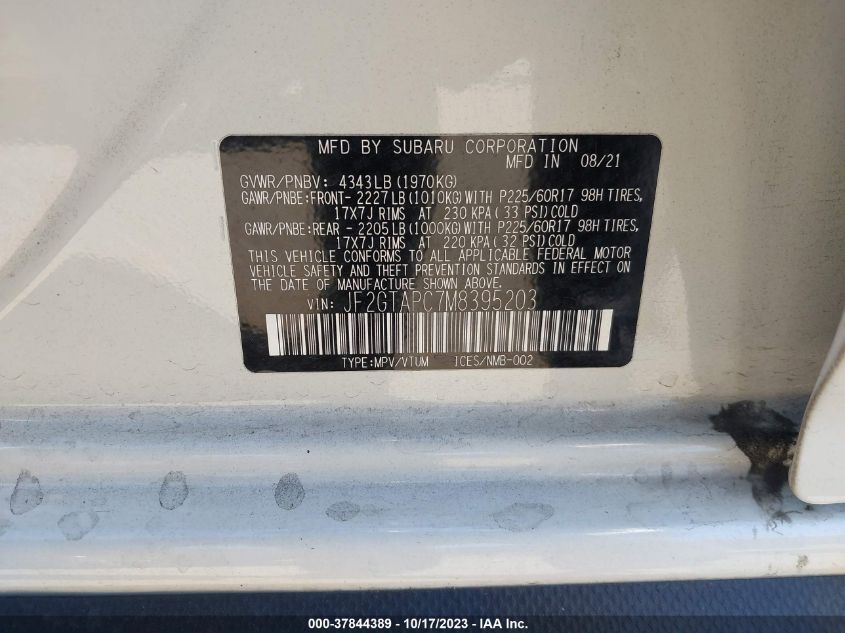 MFD BY SUBARU CORPORATION
MFD IN 08/21
GVWR/PNBV: 4343LB (1970KG)
GAWR/PNBE:FRONT- 2227LB(1010KG)WITH P225/60R17 98H TIRES,
17X7J RIMS AT 230 KPA(33 PSI)COLD
GAWR/PNBE:REAR - 2205LB(1000KG)WITH P225/60R17 98H TIRES,
17X7J RIMS AT 220 KPA(32 PSI)COLD
THIS VEHICLE CONFORMS TO ALL APPLICABLE FEDERAL MOTOR
VEHICLE SAFETY AND THEFT PREVENTION STANDARDS IN EFFECT ON
THE DATE OF MANUFACTURE SHOWN ABOVE.
VIN: JF2GTAPC7M8395203
TYPE:MPV/VTUM ICES/NMB-002
000-37844389 - 10/17/2023 - IAA Inc.